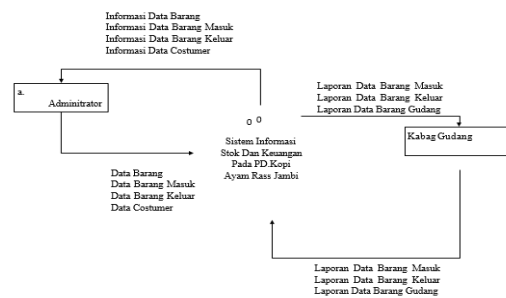 Informasi Data Barang
Informasi Data Barang Masuk
Informasi Data Barang Keluar
Informasi Data Costumer
a.
Adminitrator
Laporan Data Barang Masuk
Laporan Data Barang Keluar
Laporan Data Barang Gudang
Kabag Gudang
0 0
Sistem Informasi
Stok Dan Keuangan
Pada PD.Kopi
Ayam Rass Jambi
Data Barang
Data Barang Masuk
Data Barang Keluar
Data Costumer
Laporan Data Barang Masuk
Laporan Data Barang Keluar
Laporan Data Barang Gudang